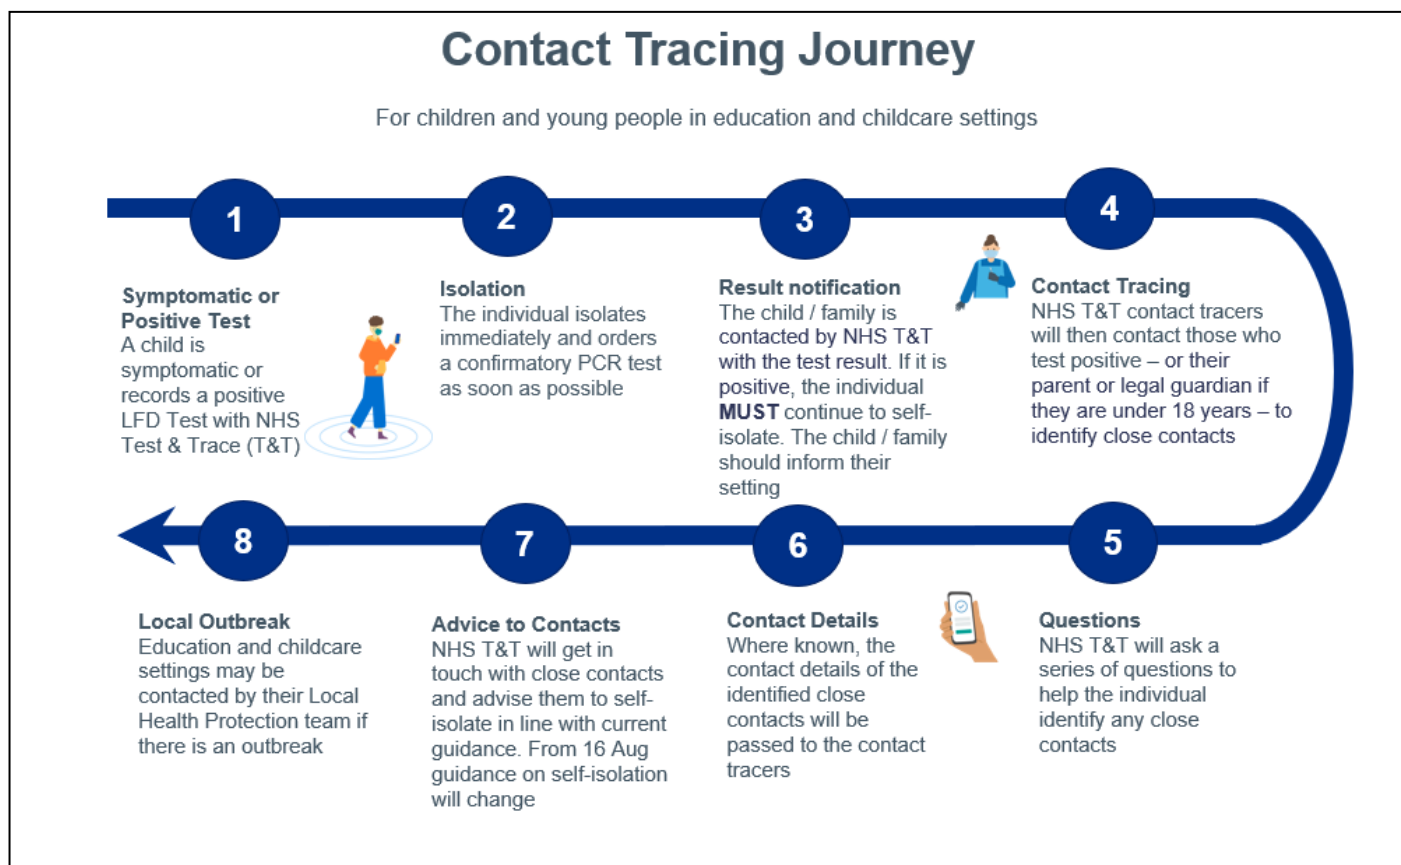 Contact Tracing Journey
For children and young people in education and childcare settings
1
2
3
4
Symptomatic or
Positive Test
A child is
symptomatic or
records a positive
LFD Test with NHS
Test & Trace (T&T)
Isolation
The individual isolates
immediately and orders
a confirmatory PCR test
as soon as possible
Result notification
The child / family is
contacted by NHS T&T
with the test result. If it is
positive, the individual
MUST continue to self-
isolate. The child / family
should inform their
setting
Contact Tracing
NHS T&T contact tracers
will then contact those who
test positive – or their
parent or legal guardian if
they are under 18 years – to
identify close contacts
5
Questions
NHS T&T will ask a
series of questions to
help the individual
identify any close
contacts
6
Contact Details
Where known, the
contact details of the
identified close
contacts will be
passed to the contact
tracers
7
Advice to Contacts
NHS T&T will get in
touch with close contacts
and advise them to self-
isolate in line with current
guidance. From 16 Aug
guidance on self-isolation
will change
8
Local Outbreak
Education and childcare
settings may be
contacted by their Local
Health Protection team if
there is an outbreak